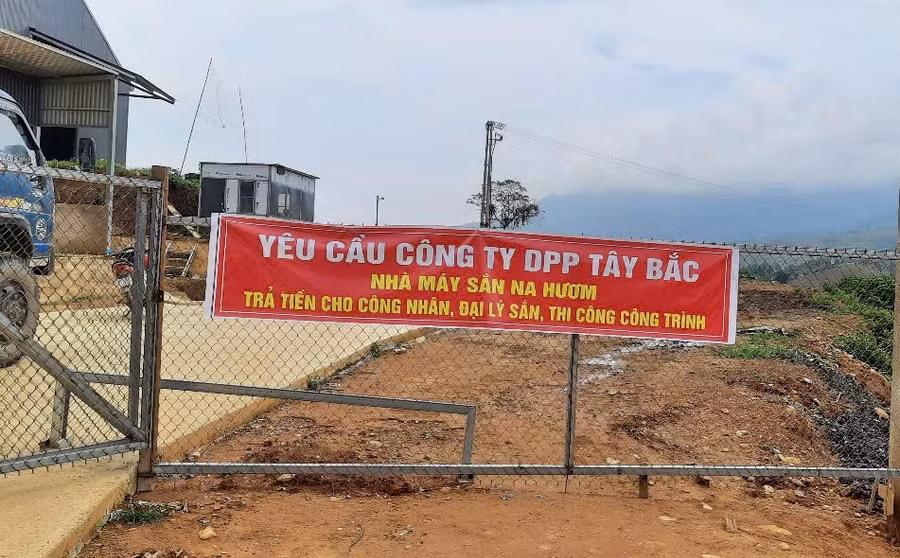 YÊU CẦU CÔNG TY DPP TÂY BẮC
NHÀ MÁY SẮN NA HƯƠM
TRẢ TIỀN CHO CÔNG NHÂN, ĐẠI LÝ SẮN, THI CÔNG CÔNG TRÌNH